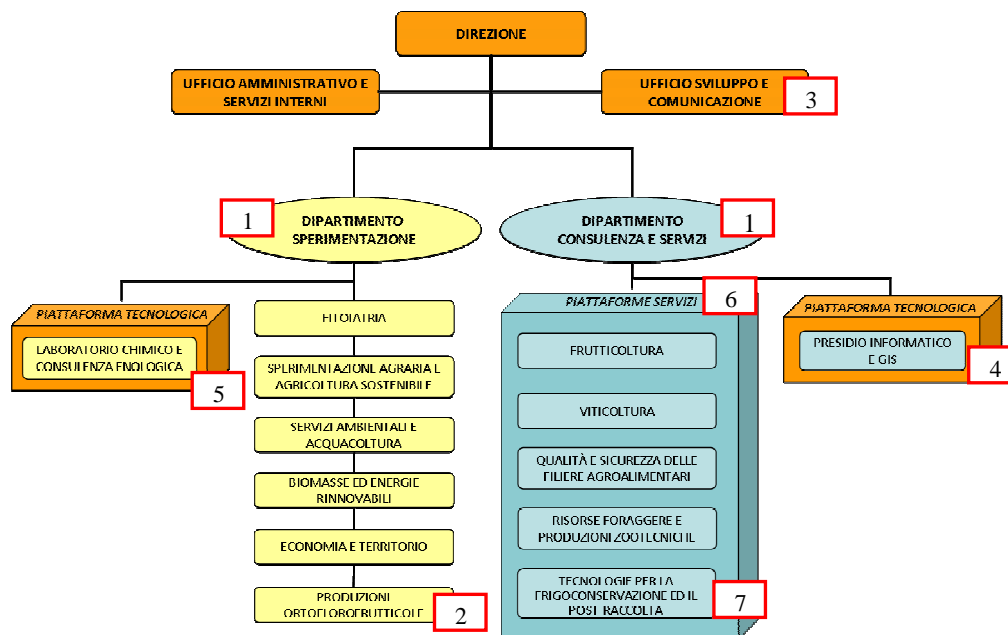 DIREZIONE
UFFICIO AMMINISTRATIVO E
SERVIZI INTERNI
UFFICIO SVILUPPO E
COMUNICAZIONE
3
1
DIPARTIMENTO
SPERIMENTAZIONE
DIPARTIMENTO
CONSULENZA E SERVIZI
1
PIATTAFORMA TECNOLOGICA
LABORATORIO CHIMICO E
CONSULENZA ENOLOGICA
5
FITOIATRIA
SPERIMENTAZIONE AGRARIA E
AGRICOLTURA SOSTENIBILE
SERVIZI AMBIENTALI E
ACQUACOLTURA
BIOMASSE ED ENERGIE
RINNOVABILI
ECONOMIA E TERRITORIO
PRODUZIONI
ORTOFLOROFRUTTICOLE
2
PIATTAFORME SERVIZI
6
FRUTTICOLTURA
VITICOLTURA
QUALITÀ E SICUREZZA DELLE
FILIERE AGROALIMENTARI
RISORSE FORAGGERE E
PRODUZIONI ZOOTECNICHE
TECNOLOGIE PER LA
FRIGOCONSERVAZIONE ED IL
POST RACCOLTA
7
PIATTAFORMA TECNOLOGICA
PRESIDIO INFORMATICO
E GIS
4